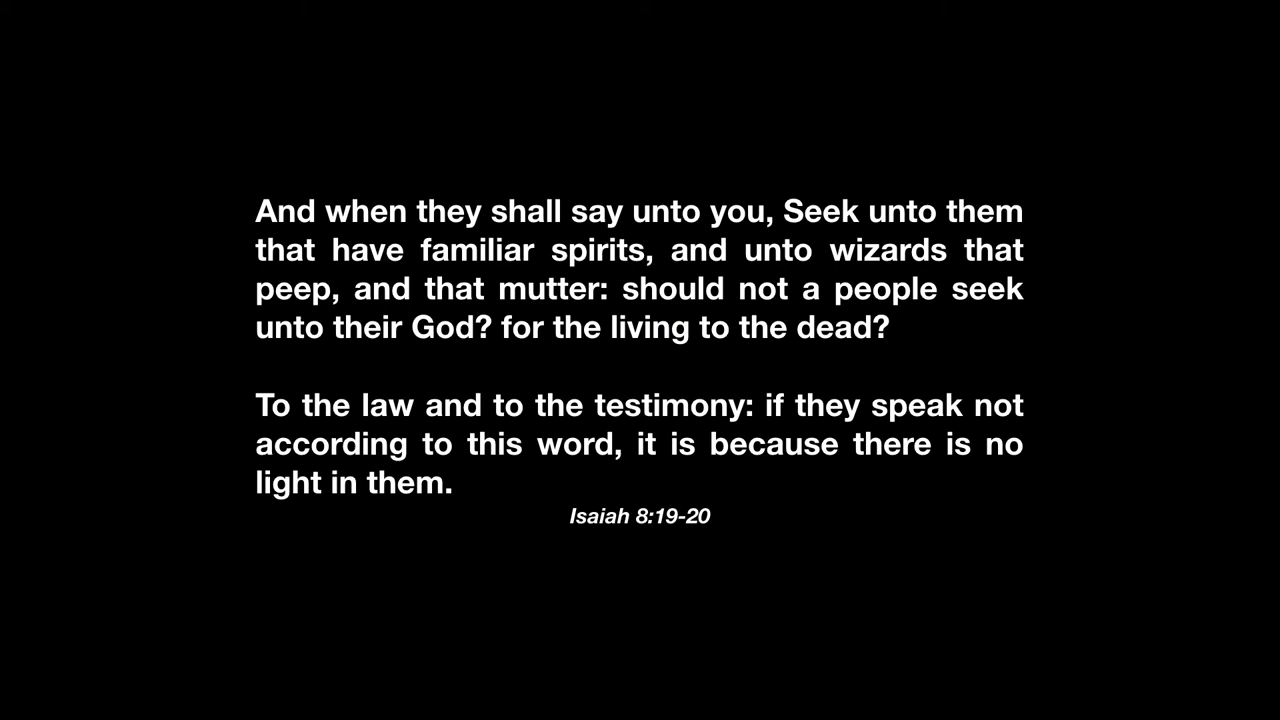 And when they shall say unto you, Seek unto them
that have familiar spirits, and unto wizards that
peep, and that mutter: should not a people seek
unto their God? for the living to the dead?
To the law and to the testimony: if they speak not
according to this word, it is because there is no
light in them.
Isaiah 8:19-20